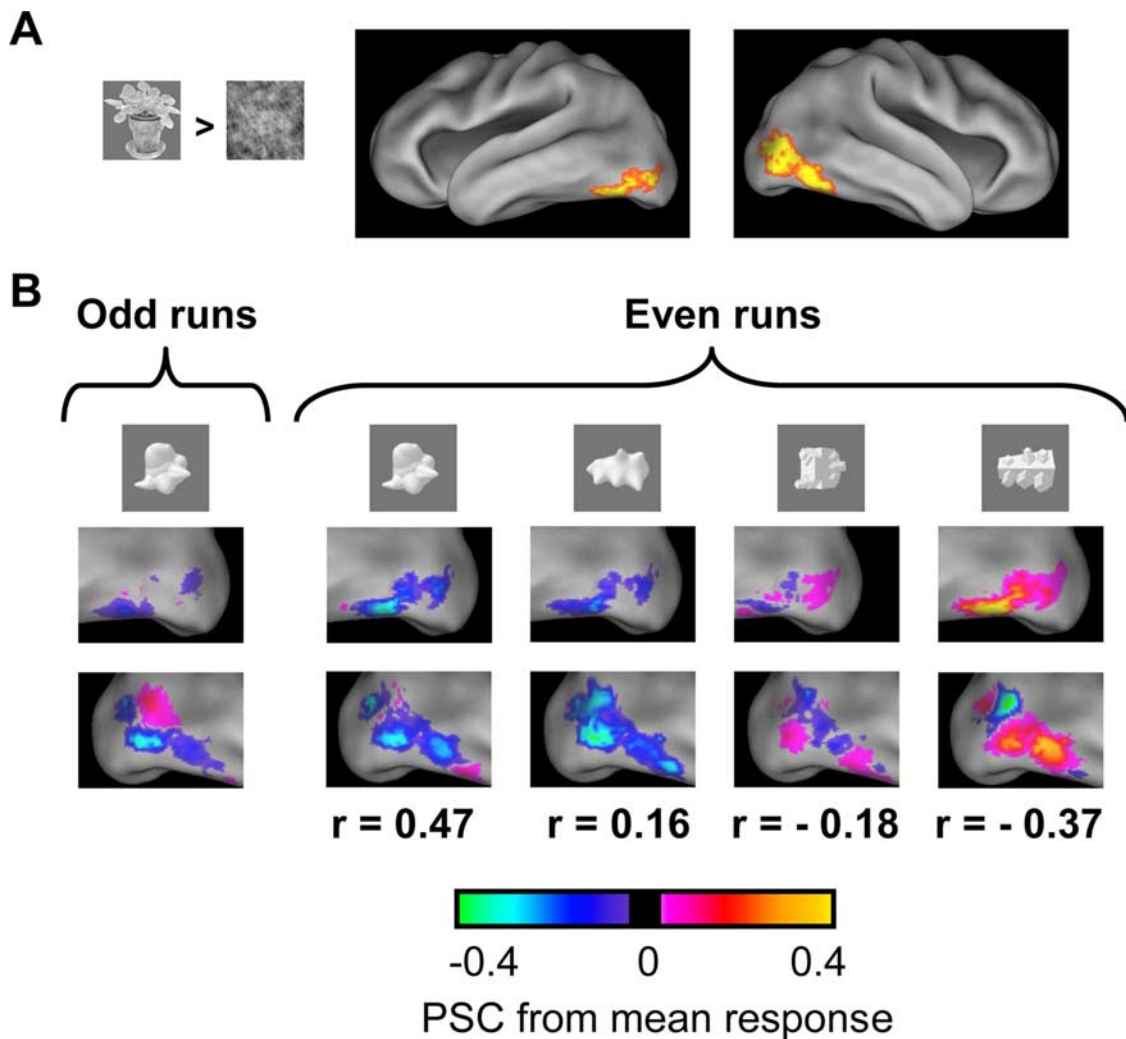 A
>
B
Odd runs
Even runs
r = 0.47
r = 0.16
r = - 0.18
r = - 0.37
-0.4
0
0.4
PSC from mean response